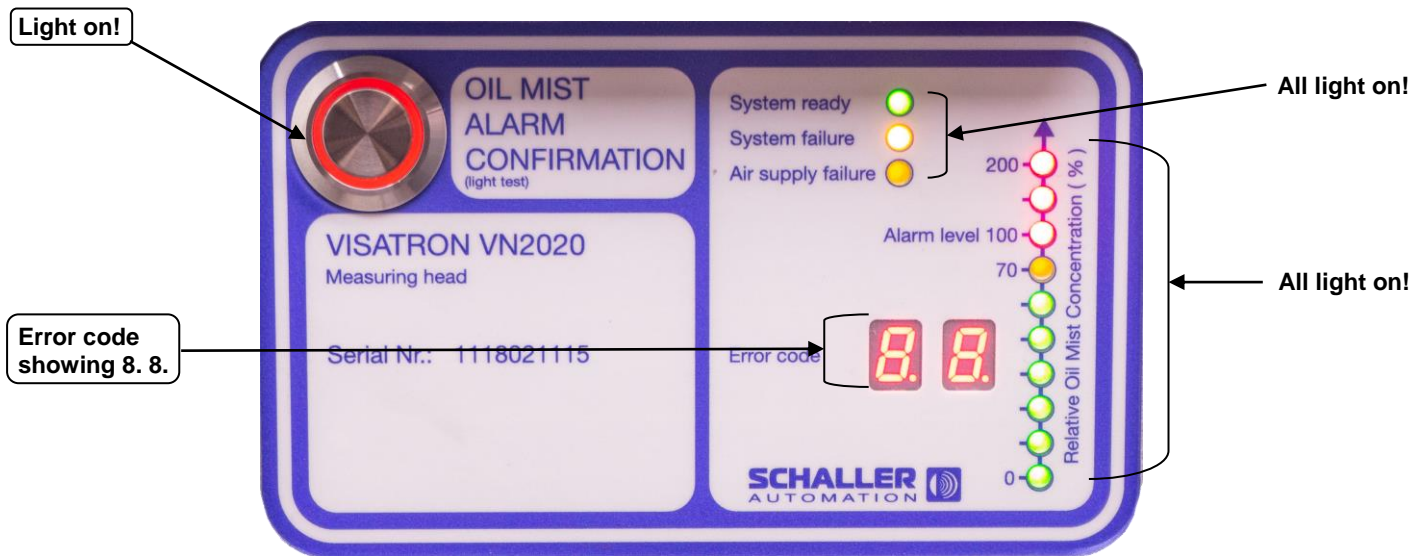 Light on!
OIL MIST
ALARM
CONFIRMATION
(light test)
System ready
System failure
Air supply failure
All light on!
200
Alarm level 100
70
0
Relative Oil Mist Concentration ( % )
All light on!
VISATRON VN2020
Measuring head
Serial Nr.: 1118021115
Error code
showing 8. 8.
Error code
8. 8.
SCHALLER
AUTOMATION